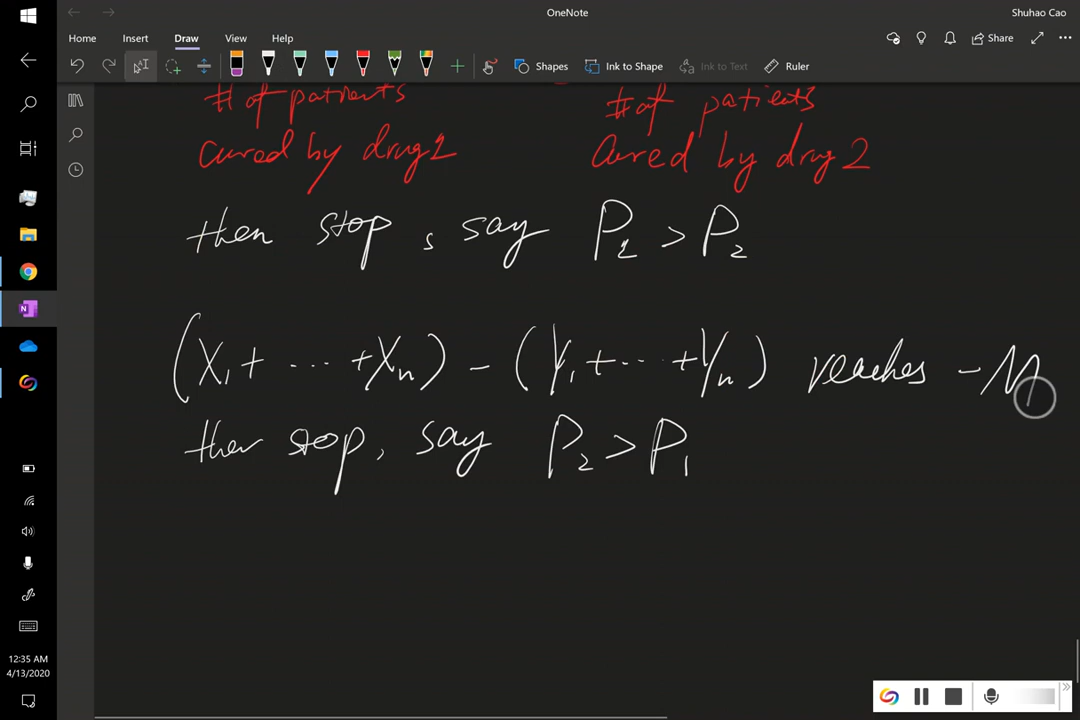 OneNote
Shuhao Cao
Home Insert Draw View Help
Share
Shapes Ink to Shape Ink to Text Ruler
# of patients # of patients
cured by drug 1 Cured by drug 2
then stop, say P1 > P2
(X1 + ... + Xn) - (Y1 + ... + Yn) reaches -M
then stop, say P2 > P1
12:35 AM
4/13/2020